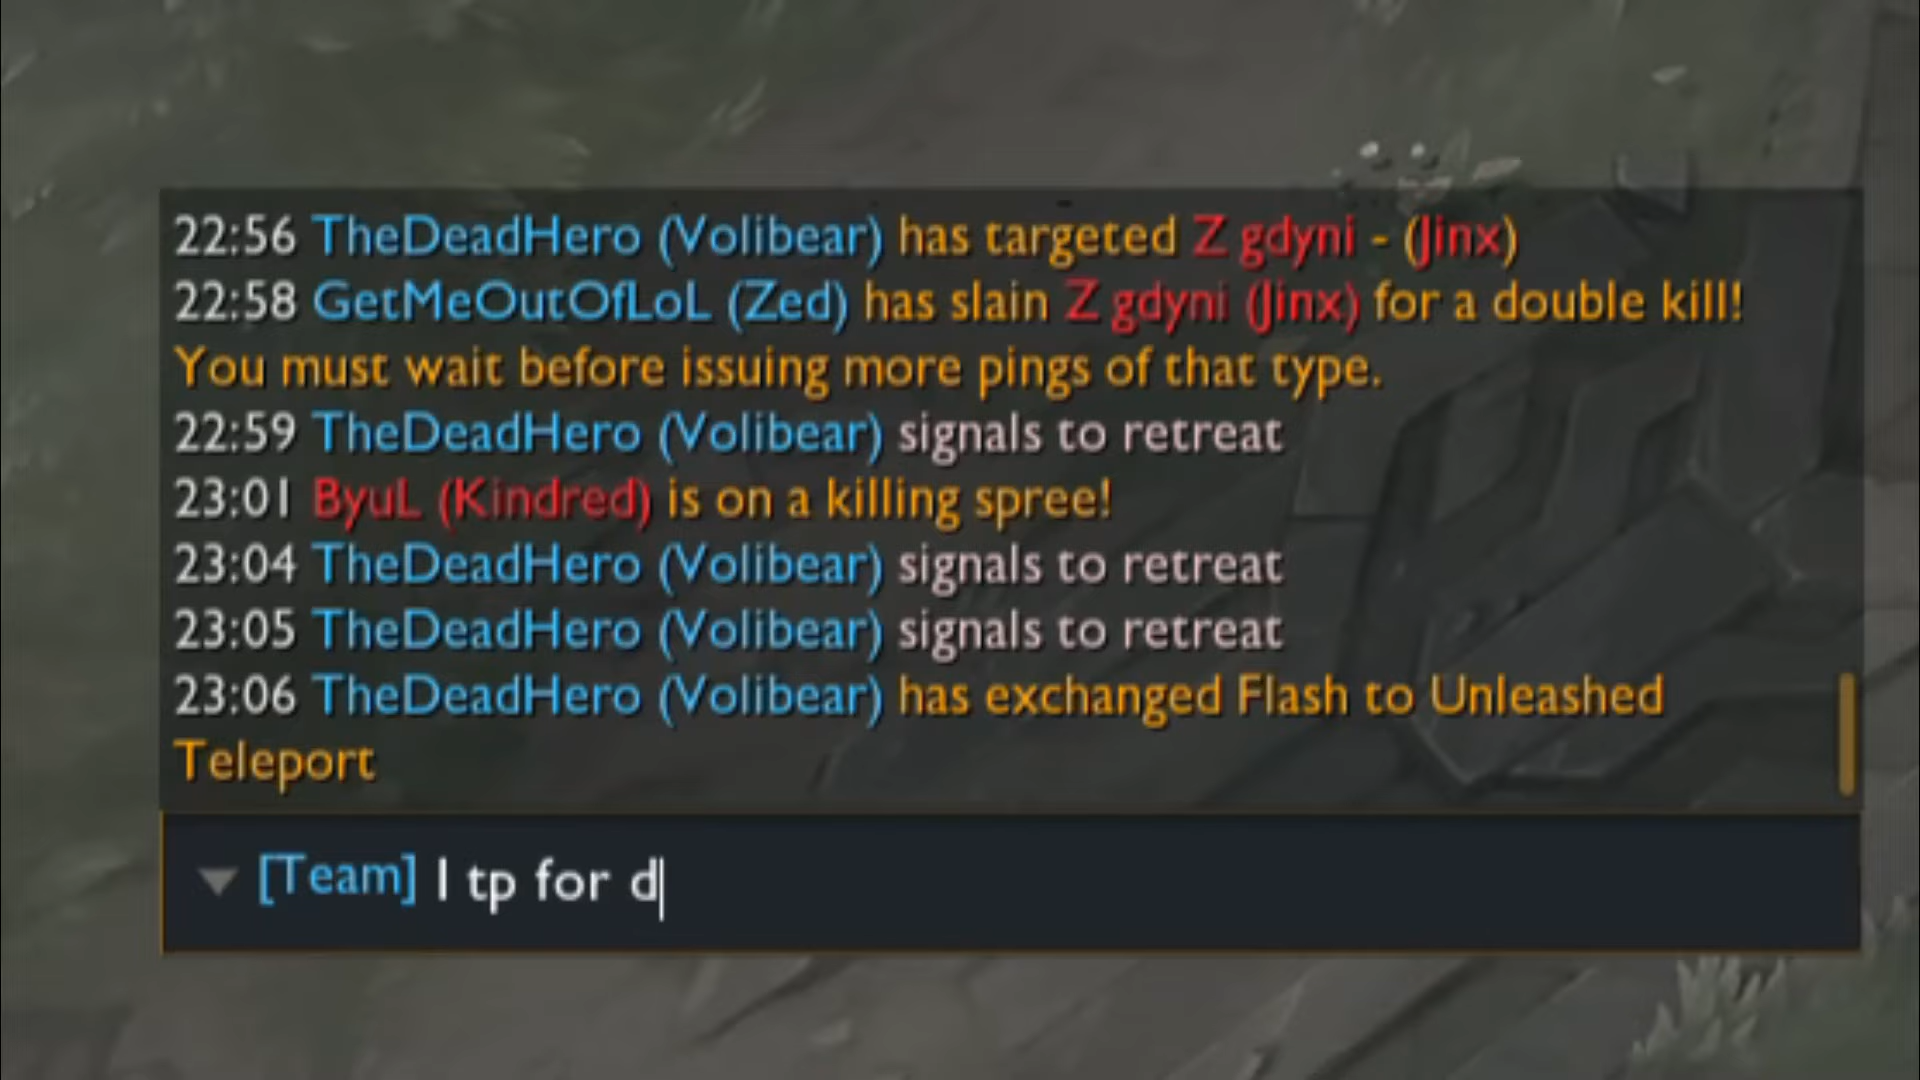 22:56 TheDeadHero (Volibear) has targeted Z gdyni - (Jinx)
22:58 GetMeOutOfLoL (Zed) has slain Z gdyni (Jinx) for a double kill!
You must wait before issuing more pings of that type.
22:59 TheDeadHero (Volibear) signals to retreat
23:01 ByuL (Kindred) is on a killing spree!
23:04 TheDeadHero (Volibear) signals to retreat
23:05 TheDeadHero (Volibear) signals to retreat
23:06 TheDeadHero (Volibear) has exchanged Flash to Unleashed
Teleport
[Team] I tp for d